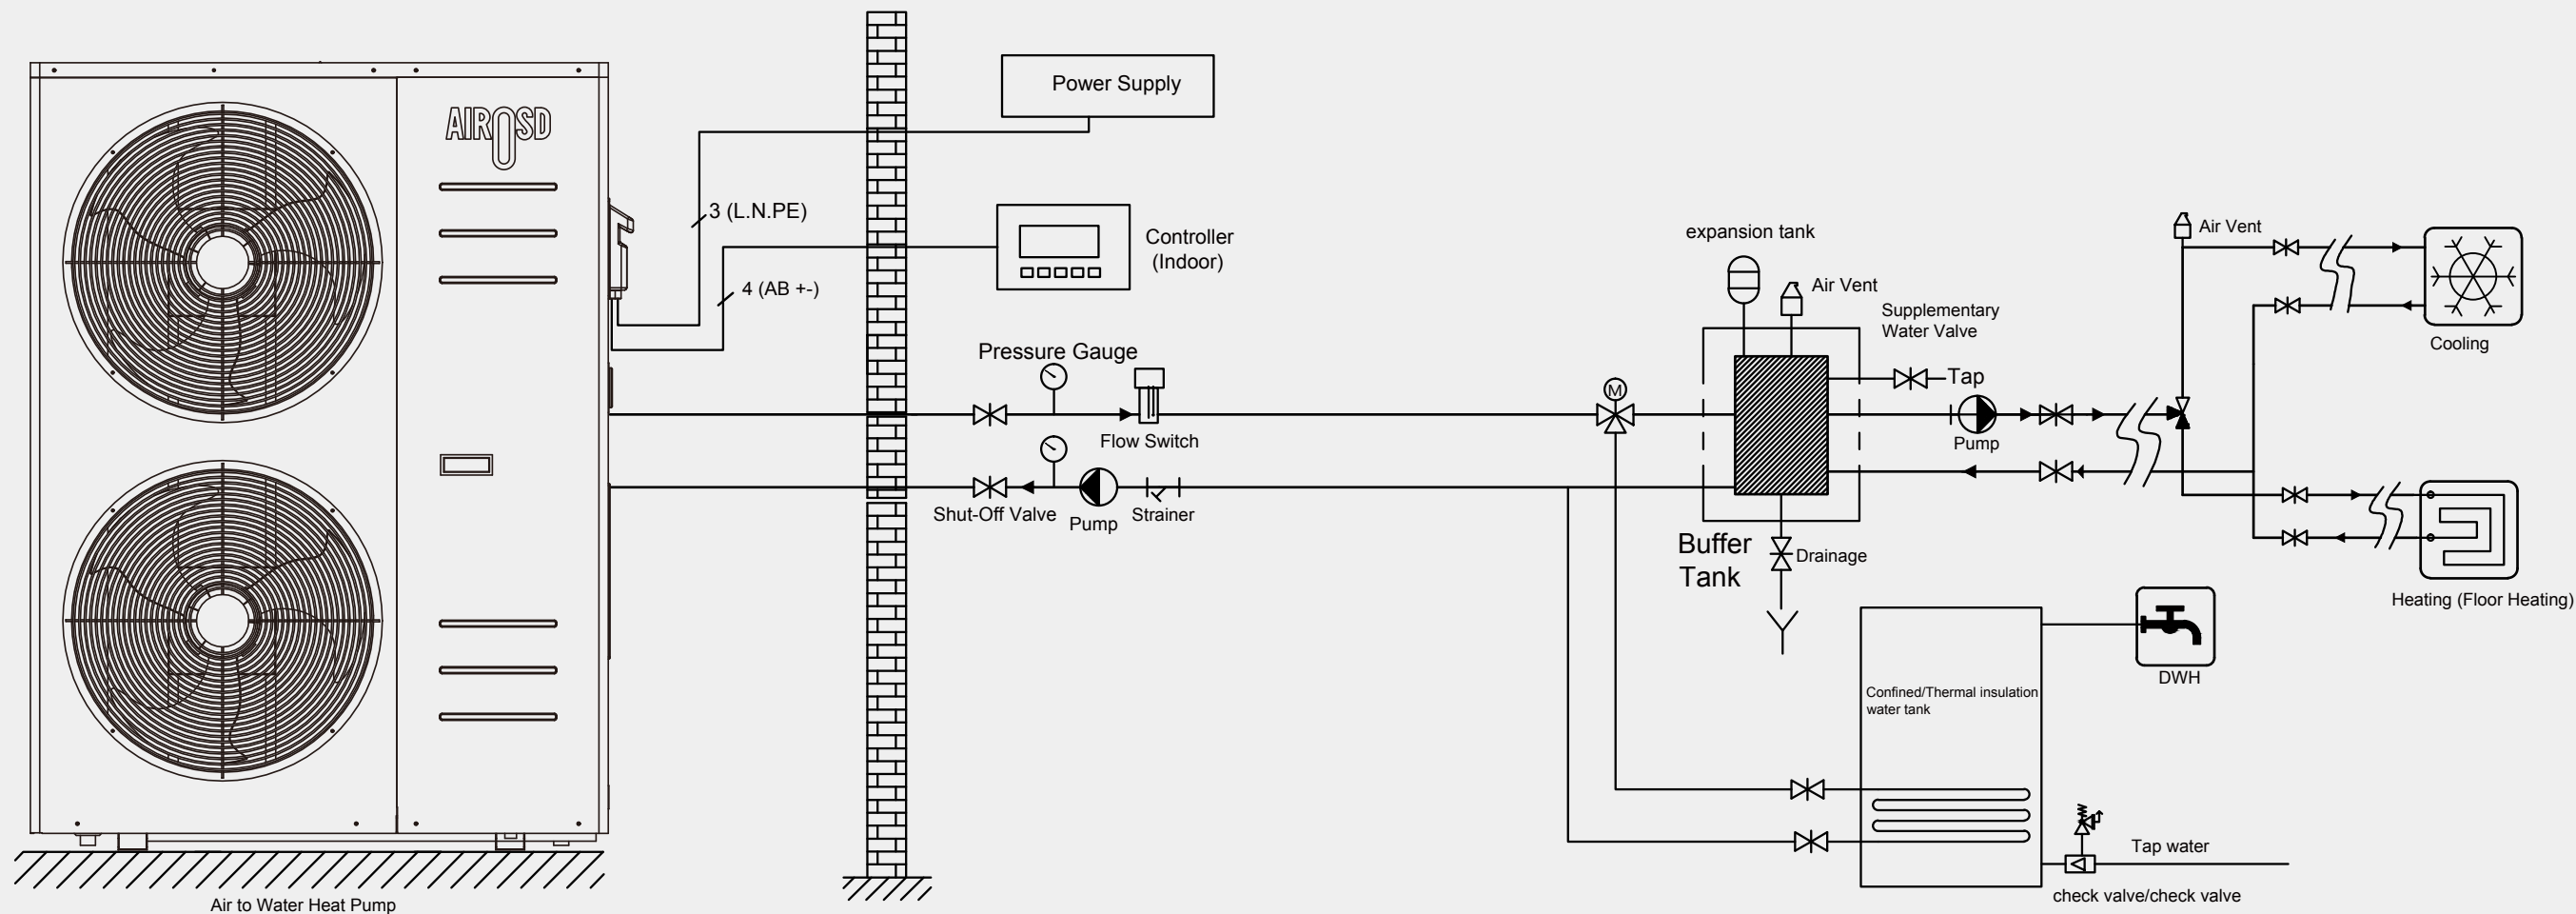 AIROSD
Power Supply
3 (L.N.PE)
Controller
(Indoor)
4 (AB +-)
expansion tank
Air Vent
Air Vent
Supplementary
Water Valve
Cooling
Pressure Gauge
M
Tap
Flow Switch
Pump
Shut-Off Valve
Pump
Strainer
Buffer
Tank
Drainage
Heating (Floor Heating)
DWH
Confined/Thermal insulation
water tank
Tap water
check valve/check valve
Air to Water Heat Pump